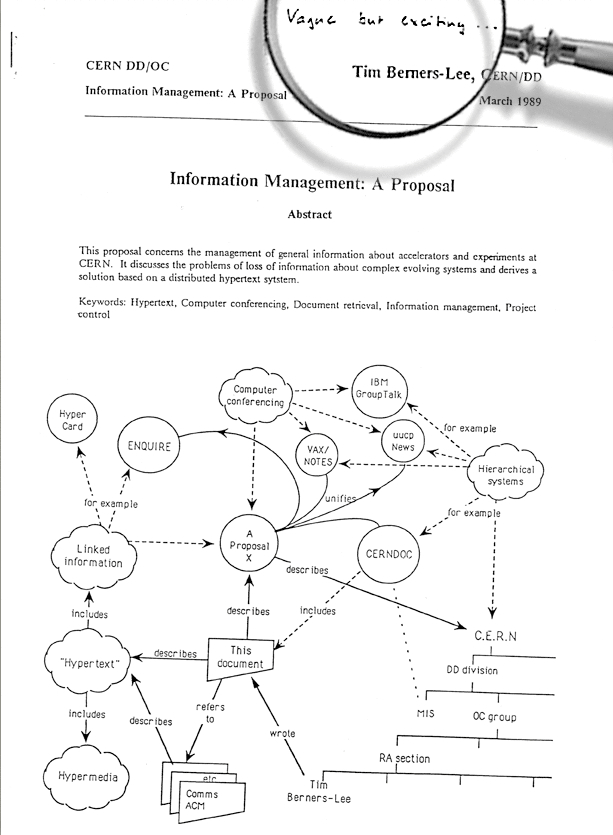 Vague but exciting ...
CERN DD/OC
Tim Berners-Lee, CERN/DD
Information Management: A Proposal
March 1989
Information Management: A Proposal
Abstract
This proposal concerns the management of general information about accelerators and experiments at
CERN. It discusses the problems of loss of information about complex evolving systems and derives a
solution based on a distributed hypertext sytstem.
Keywords: Hypertext, Computer conferencing, Document retrieval, Information management, Project
control
Computer
conferencing
IBM
GroupTalk
Hyper
Card
ENQUIRE
VAX/
NOTES
uucp
News
for example
Hierarchical
systems
unifies
for example
for example
Linked
information
A
Proposal
X
CERNDOC
describes
includes
describes
includes
C.E.R.N
This
document
describes
"Hypertext"
DD division
refers
to
MIS
OC group
includes
describes
wrote
RA section
Hypermedia
etc
Comms
ACM
Tim
Berners-Lee